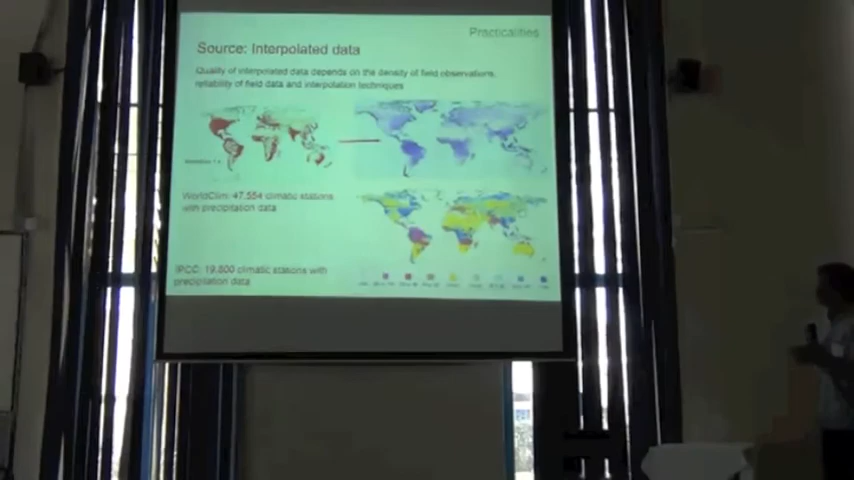 Practicalities
Source: Interpolated data
Quality of interpolated data depends on the density of field observations,
reliability of field data and interpolation techniques
WorldClim: 47,554 climatic stations
with precipitation data
IPCC: 19,800 climatic stations with
precipitation data